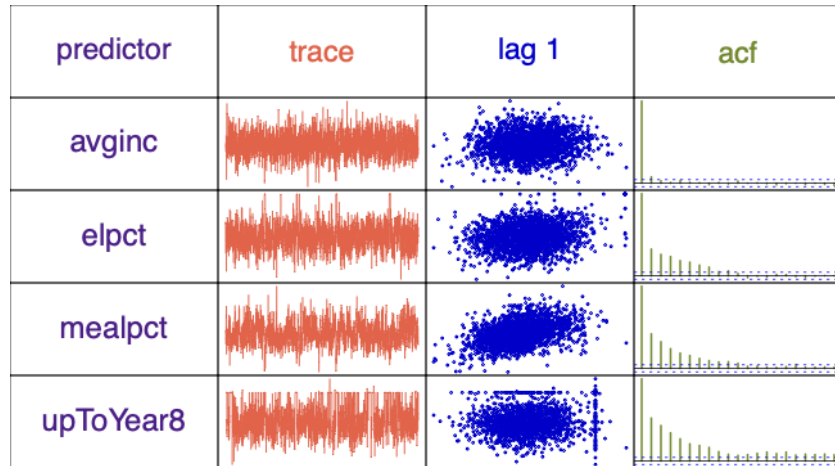 predictor trace lag 1 acf
avginc
elpct
mealpct
upToYear8